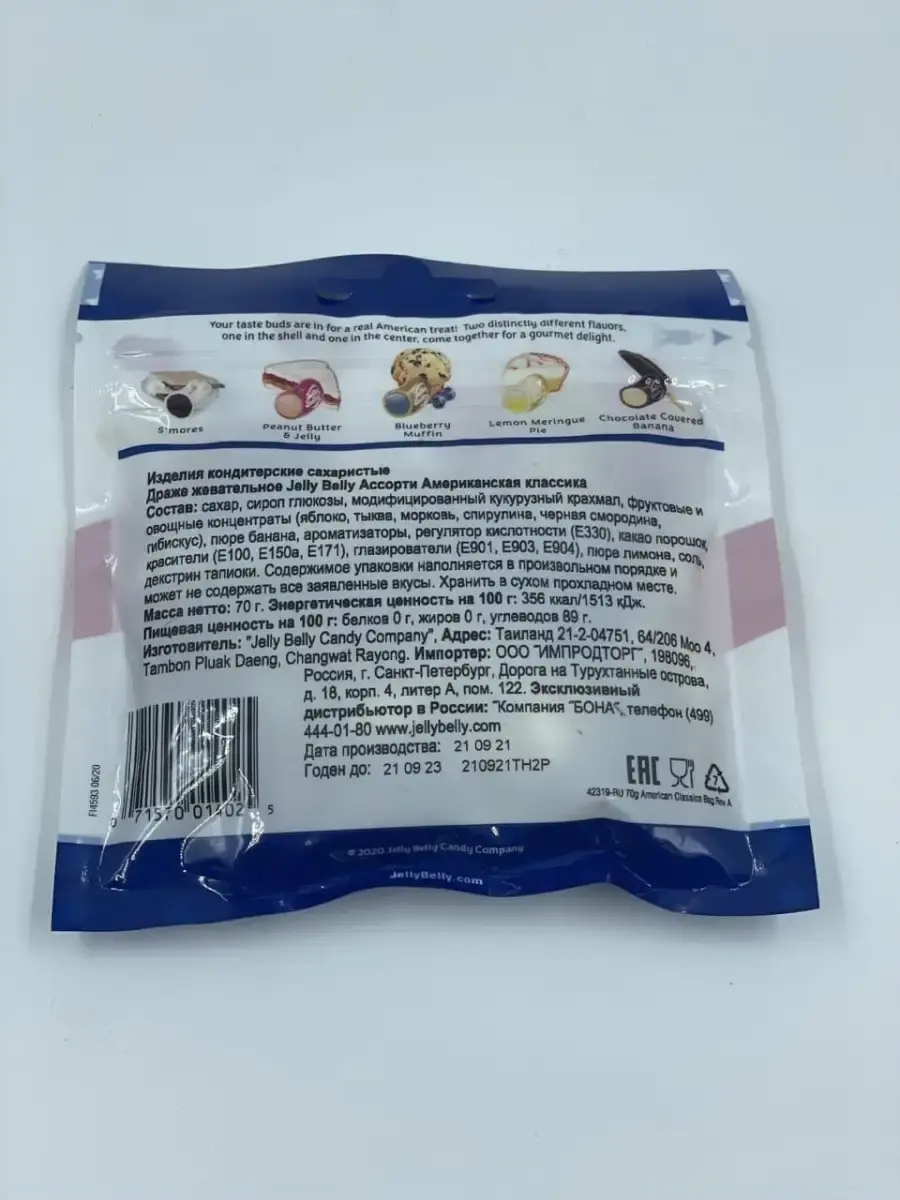 Your taste buds are in for a real American treat! Two distinctly different flavors,
one in the shell and one in the center, come together for a gourmet delight.
S'mores
Peanut Butter
& Jelly
Blueberry
Muffin
Lemon Meringue
Pie
Chocolate Covered
Banana
Изделия кондитерские сахаристые
Драже жевательное Jelly Belly Ассорти Американская классика
Состав: сахар, сироп глюкозы, модифицированный кукурузный крахмал, фруктовые и
овощные концентраты (яблоко, тыква, морковь, спирулина, черная смородина,
гибискус), пюре банана, ароматизаторы, регулятор кислотности (Е330), какао порошок,
красители (Е100, Е150а, Е171), глазирователи (Е901, Е903, Е904), пюре лимона, соль,
декстрин тапиоки. Содержимое упаковки наполняется в произвольном порядке и
может не содержать все заявленные вкусы. Хранить в сухом прохладном месте.
Масса нетто: 70 г. Энергетическая ценность на 100 г: 356 ккал/1513 кДж.
Пищевая ценность на 100 г: белков 0 г, жиров 0 г, углеводов 89 г.
Изготовитель: "Jelly Belly Candy Company", Адрес: Таиланд 21-2-04751, 64/206 Moo 4,
Tambon Pluak Daeng, Changwat Rayong. Импортер: ООО "ИМПРОДТОРГ", 198096,
Россия, г. Санкт-Петербург, Дорога на Турухтанные острова,
д. 18, корп. 4, литер А, пом. 122. Эксклюзивный
дистрибьютор в России: "Компания "БОНА", телефон (499)
444-01-80 www.jellybelly.com
Дата производства: 21 09 21
Годен до: 21 09 23 210921TH2P
EAC
7
42319-RU 70g American Classics Bag Rev A
FI4593 06/20
0 71570 01402 5
© 2020 Jelly Belly Candy Company
JellyBelly.com